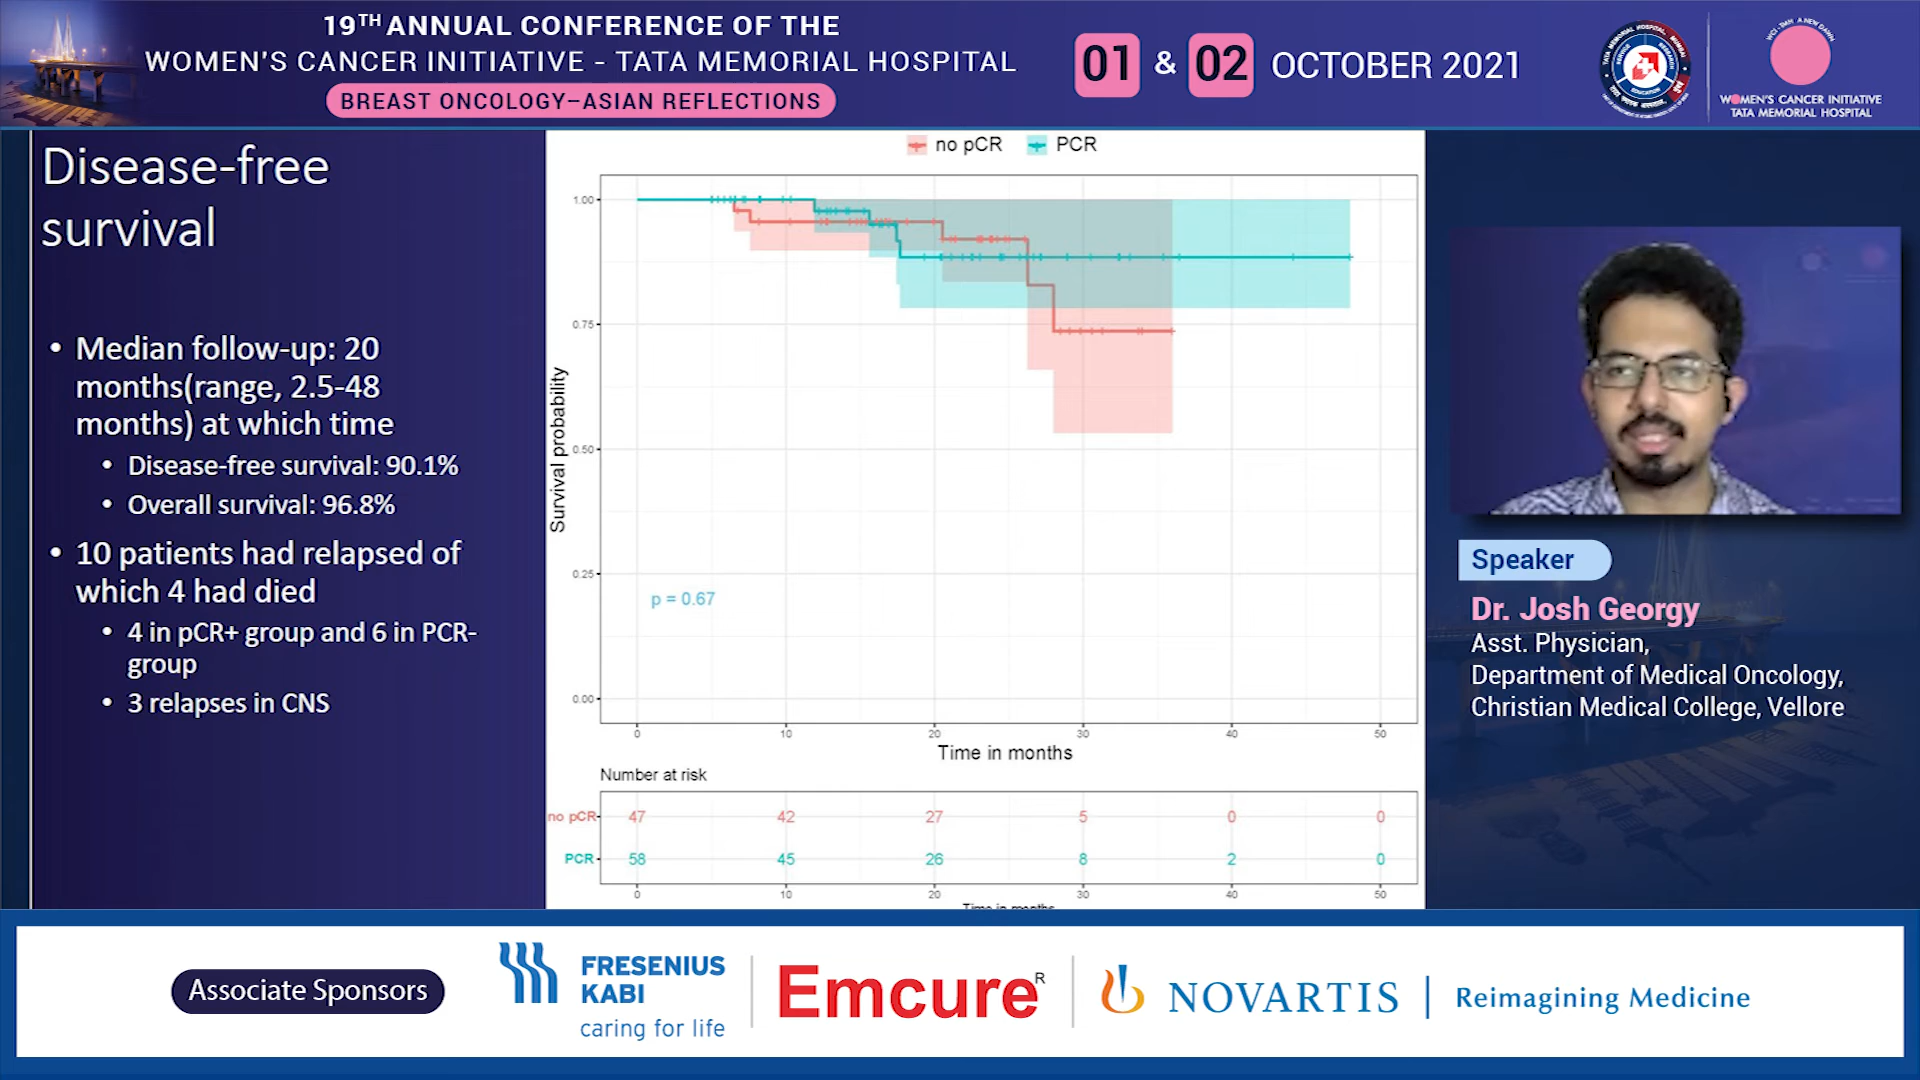 19TH ANNUAL CONFERENCE OF THE
WOMEN'S CANCER INITIATIVE - TATA MEMORIAL HOSPITAL
BREAST ONCOLOGY–ASIAN REFLECTIONS
01 & 02 OCTOBER 2021
WOMEN'S CANCER INITIATIVE
TATA MEMORIAL HOSPITAL
Disease-free
survival
• Median follow-up: 20
months(range, 2.5-48
months) at which time
• Disease-free survival: 90.1%
• Overall survival: 96.8%
• 10 patients had relapsed of
which 4 had died
• 4 in pCR+ group and 6 in PCR-
group
• 3 relapses in CNS
no pCR PCR
1.00
0.75
0.50
0.25
0.00
Survival probability
p = 0.67
0 10 20 30 40 50
Time in months
Number at risk
no pCR 47 42 27 5 0 0
PCR 58 45 26 8 2 0
0 10 20 30 40 50
Time in months
Speaker
Dr. Josh Georgy
Asst. Physician,
Department of Medical Oncology,
Christian Medical College, Vellore
Associate Sponsors
FRESENIUS
KABI
caring for life
Emcure R
NOVARTIS | Reimagining Medicine